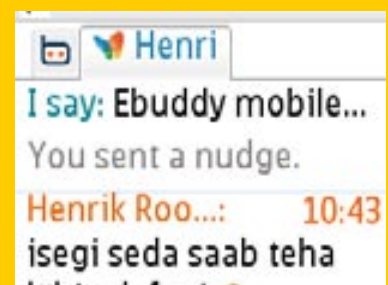 Henri
I say: Ebuddy mobile...
You sent a nudge.
Henrik Roo...: 10:43
isegi seda saab teha